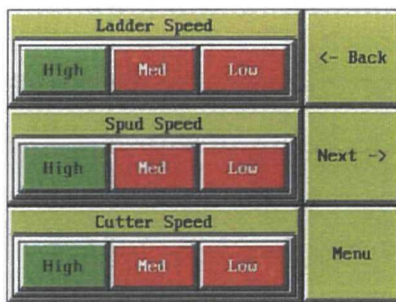 Ladder Speed
High Med Low
<- Back
Spud Speed
High Med Low
Next ->
Cutter Speed
High Med Low
Menu